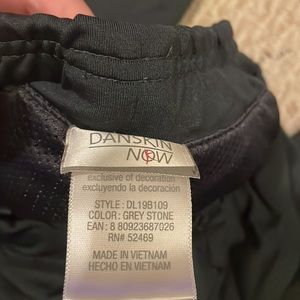 DANSKIN
NOW
exclusive of decoration
excluyendo la decoración
STYLE : DL19B109
COLOR : GREY STONE
EAN : 8 80923687026
RN# 52469
MADE IN VIETNAM
HECHO EN VIETNAM